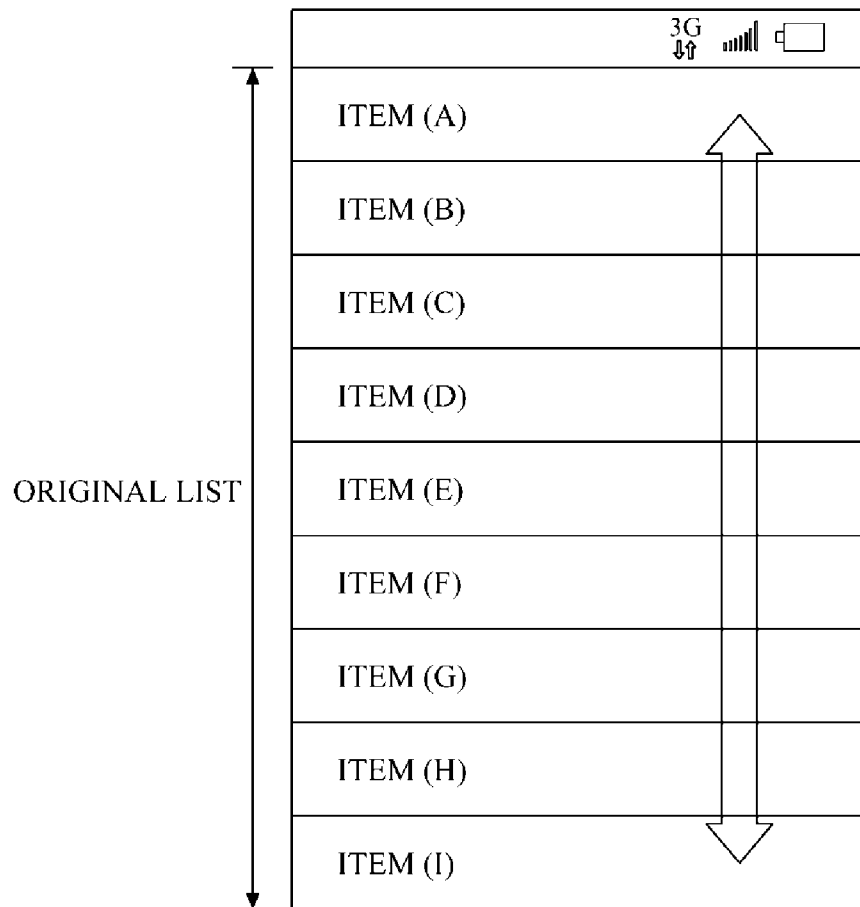 3G
ITEM (A)
ITEM (B)
ITEM (C)
ITEM (D)
ORIGINAL LIST
ITEM (E)
ITEM (F)
ITEM (G)
ITEM (H)
ITEM (I)